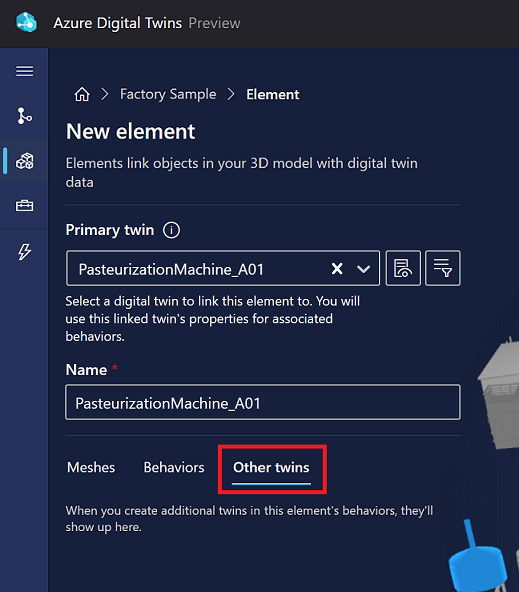 Azure Digital Twins Preview
Factory Sample
Element
New element
Elements link objects in your 3D model with digital twin
data
Primary twin
PasteurizationMachine_A01
Select a digital twin to link this element to. You will
use this linked twin's properties for associated
behaviors.
Name *
PasteurizationMachine_A01
Meshes Behaviors Other twins
When you create additional twins in this element's behaviors, they'll
show up here.